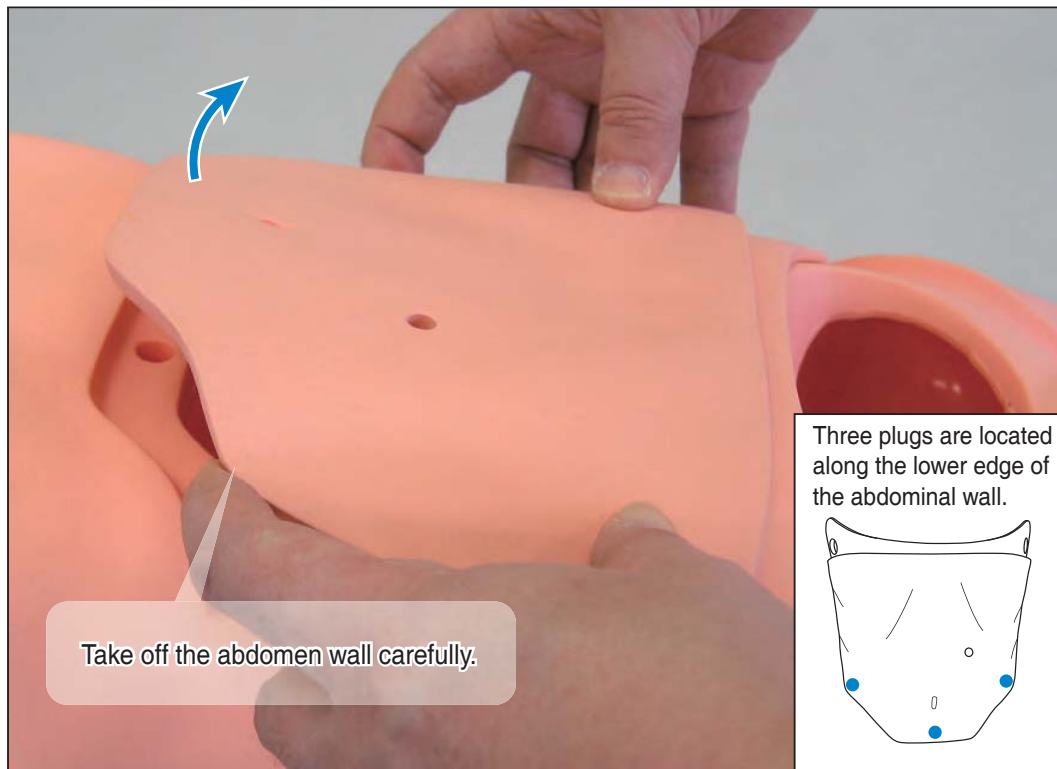 Take off the abdomen wall carefully.
Three plugs are located
along the lower edge of
the abdominal wall.